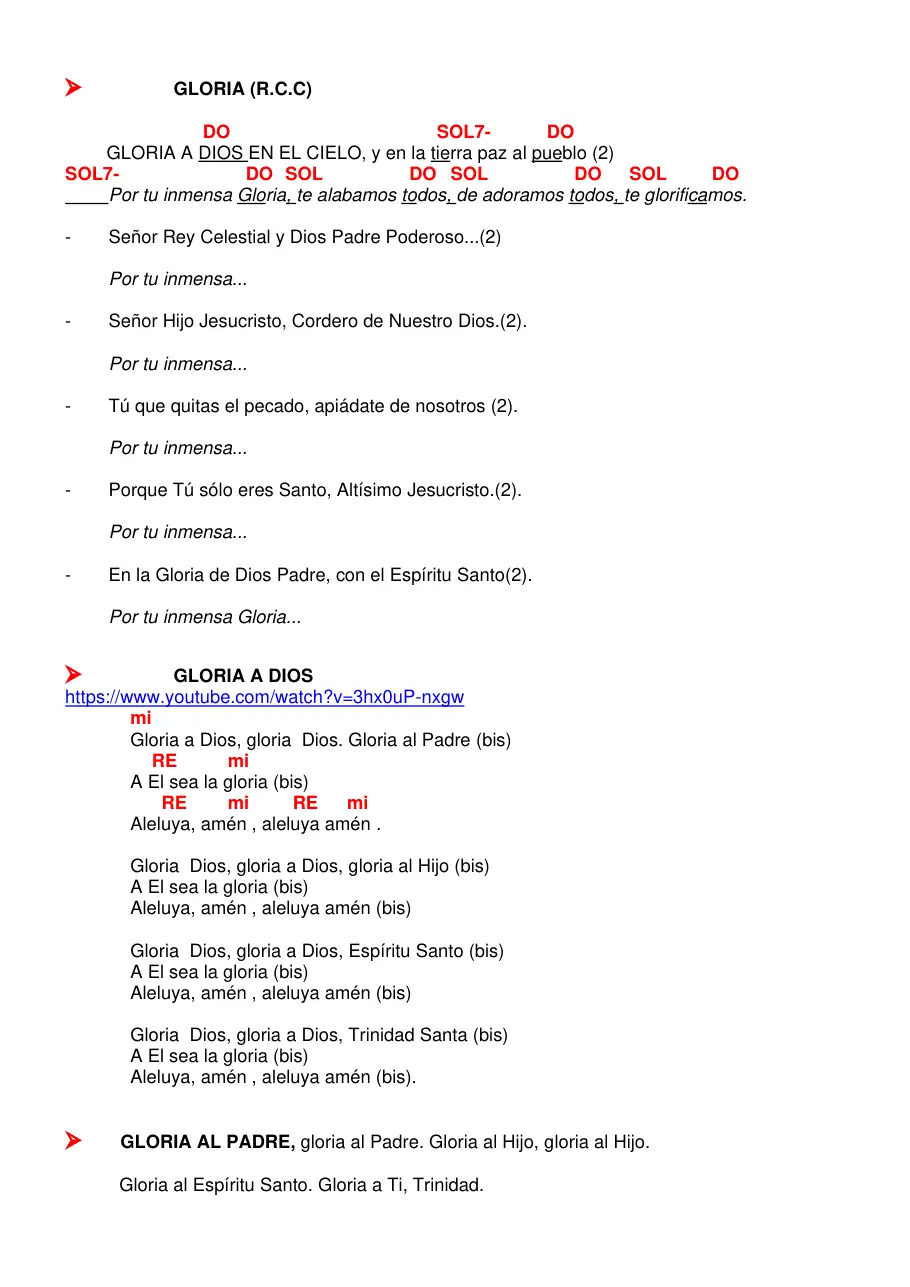 GLORIA (R.C.C)
DO SOL7- DO
GLORIA A DIOS EN EL CIELO, y en la tierra paz al pueblo (2)
SOL7- DO SOL DO SOL DO SOL DO
____Por tu inmensa Gloria, te alabamos todos, de adoramos todos, te glorificamos.
- Señor Rey Celestial y Dios Padre Poderoso...(2)
Por tu inmensa...
- Señor Hijo Jesucristo, Cordero de Nuestro Dios.(2).
Por tu inmensa...
- Tú que quitas el pecado, apiádate de nosotros (2).
Por tu inmensa...
- Porque Tú sólo eres Santo, Altísimo Jesucristo.(2).
Por tu inmensa...
- En la Gloria de Dios Padre, con el Espíritu Santo(2).
Por tu inmensa Gloria...
GLORIA A DIOS
https://www.youtube.com/watch?v=3hx0uP-nxgw
mi
Gloria a Dios, gloria  Dios. Gloria al Padre (bis)
RE mi
A El sea la gloria (bis)
RE mi RE mi
Aleluya, amén , aleluya amén .
Gloria  Dios, gloria a Dios, gloria al Hijo (bis)
A El sea la gloria (bis)
Aleluya, amén , aleluya amén (bis)
Gloria  Dios, gloria a Dios, Espíritu Santo (bis)
A El sea la gloria (bis)
Aleluya, amén , aleluya amén (bis)
Gloria  Dios, gloria a Dios, Trinidad Santa (bis)
A El sea la gloria (bis)
Aleluya, amén , aleluya amén (bis).
GLORIA AL PADRE, gloria al Padre. Gloria al Hijo, gloria al Hijo.
Gloria al Espíritu Santo. Gloria a Ti, Trinidad.